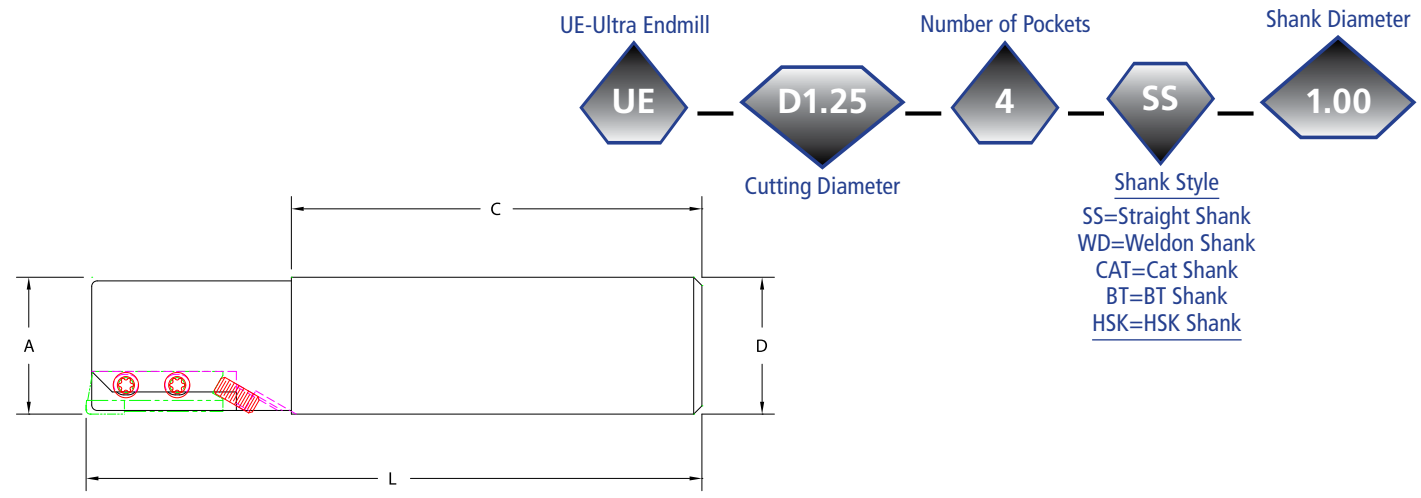 UE-Ultra Endmill
Number of Pockets
Shank Diameter
UE
D1.25
4
SS
1.00
Cutting Diameter
Shank Style
SS=Straight Shank
WD=Weldon Shank
CAT=Cat Shank
BT=BT Shank
HSK=HSK Shank
C
A
D
L